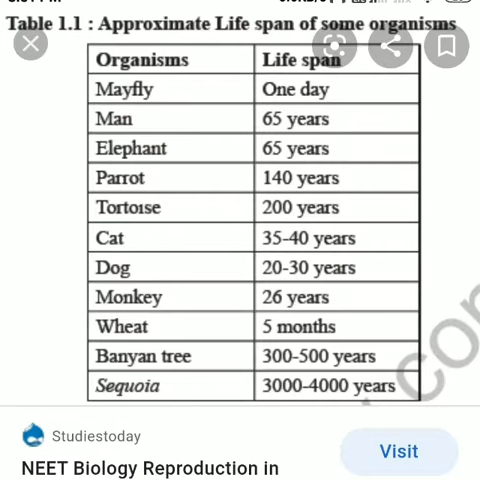 Table 1.1 : Approximate Life span of some organisms
Organisms Life span
Mayfly One day
Man 65 years
Elephant 65 years
Parrot 140 years
Tortoise 200 years
Cat 35-40 years
Dog 20-30 years
Monkey 26 years
Wheat 5 months
Banyan tree 300-500 years
Sequoia 3000-4000 years
Studiestoday
Visit
NEET Biology Reproduction in